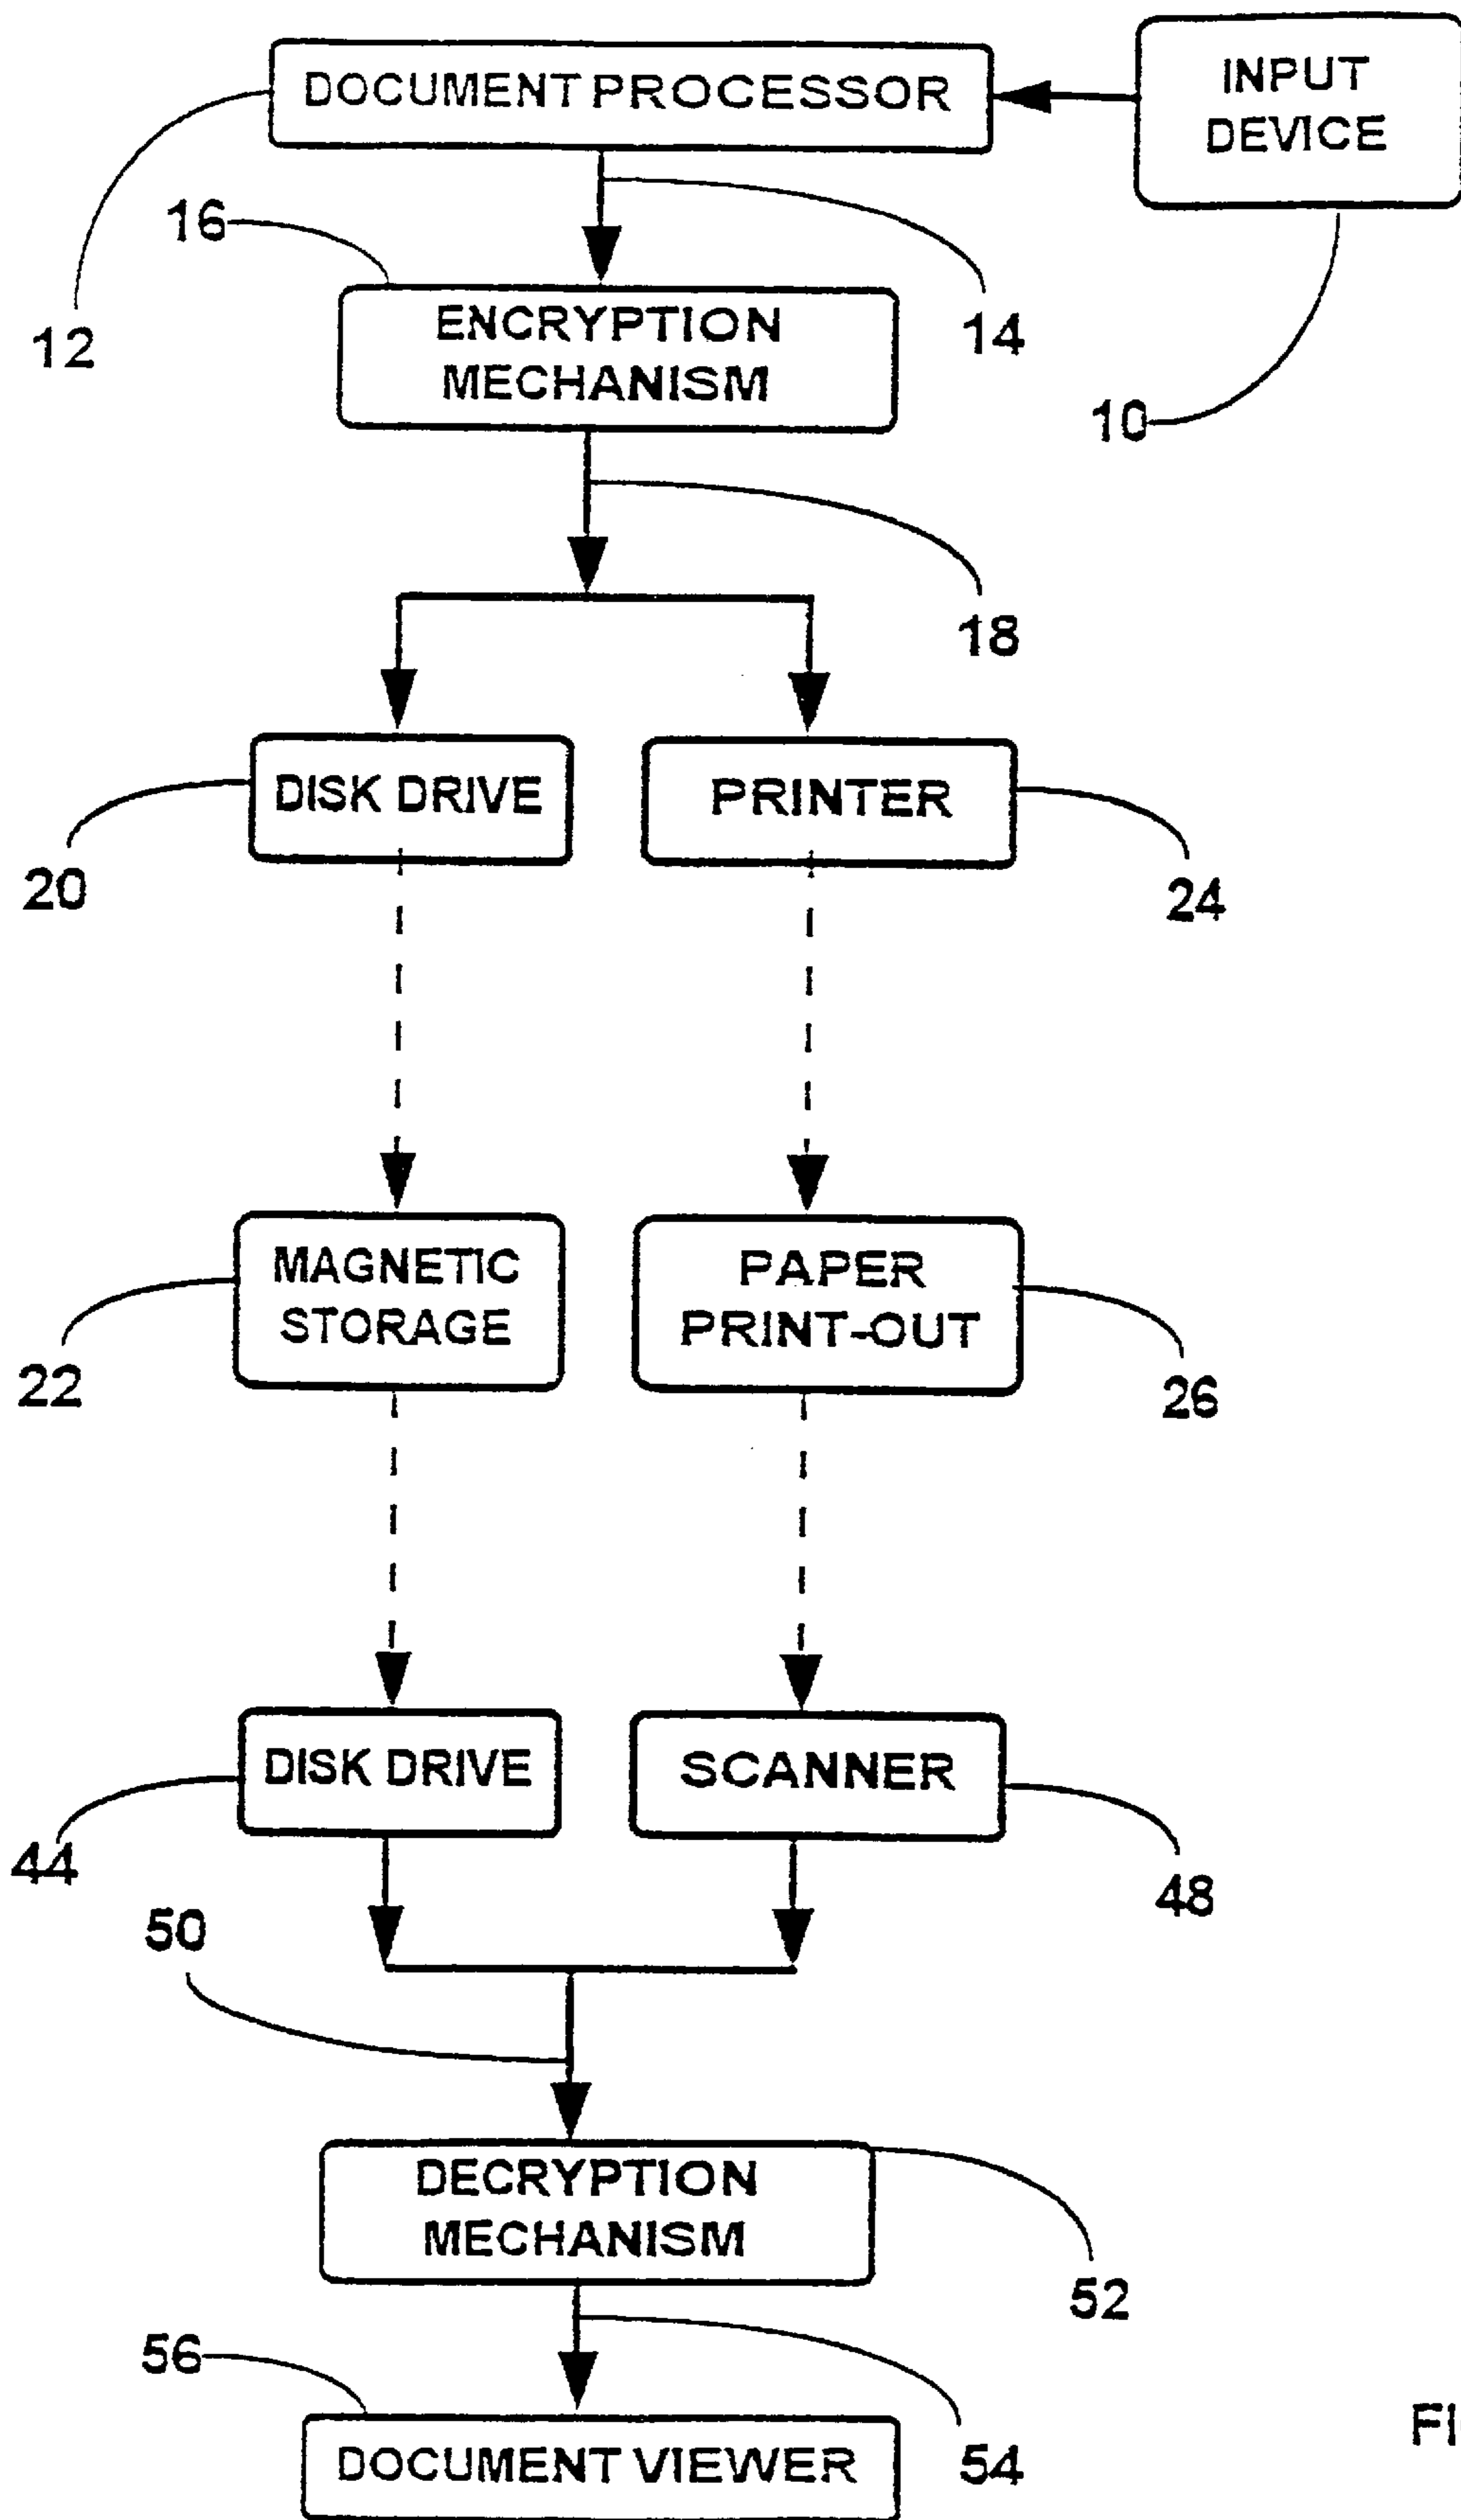 DOCUMENT PROCESSOR
INPUT
DEVICE
16
12
ENCRYPTION
MECHANISM
14
10
18
DISK DRIVE
PRINTER
20
24
MAGNETIC
STORAGE
PAPER
PRINT-OUT
22
26
DISK DRIVE
SCANNER
44
48
50
DECRYPTION
MECHANISM
52
56
DOCUMENT VIEWER
54